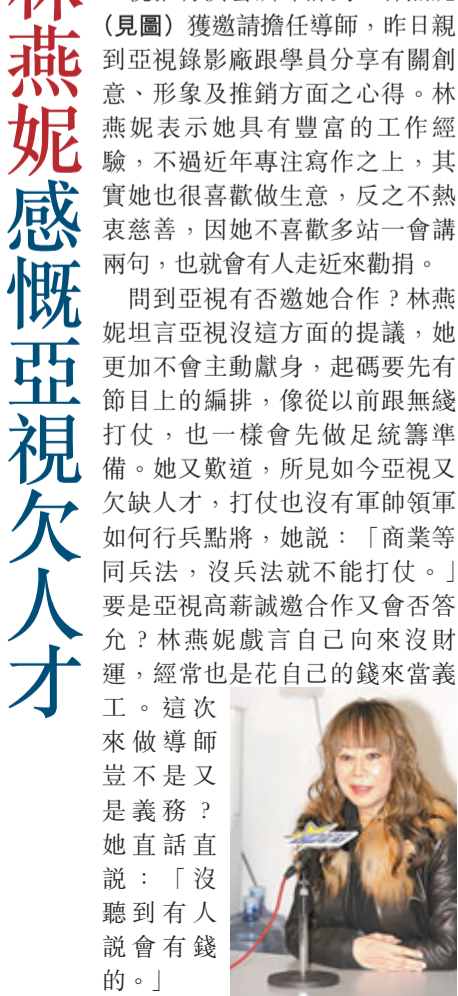 林燕妮感慨亞視欠人才
（見圖）獲邀請擔任導師，昨日親
到亞視錄影廠跟學員分享有關創
意、形象及推銷方面之心得。林
燕妮表示她具有豐富的工作經
驗，不過近年專注寫作之上，其
實她也很喜歡做生意，反之不熱
衷慈善，因她不喜歡多站一會講
兩句，也就會有人走近來勸捐。
問到亞視有否邀她合作？林燕
妮坦言亞視沒這方面的提議，她
更加不會主動獻身，起碼要先有
節目上的編排，像從以前跟無綫
打仗，也一樣會先做足統籌準
備。她又歎道，所見如今亞視又
欠缺人才，打仗也沒有軍帥領軍
如何行兵點將，她說：「商業等
同兵法，沒兵法就不能打仗。」
要是亞視高薪誠邀合作又會否答
允？林燕妮戲言自己向來沒財
運，經常也是花自己的錢來當義
工。這次
來做導師
豈不是又
是義務？
她直話直
說：「沒
聽到有人
說會有錢
的。」